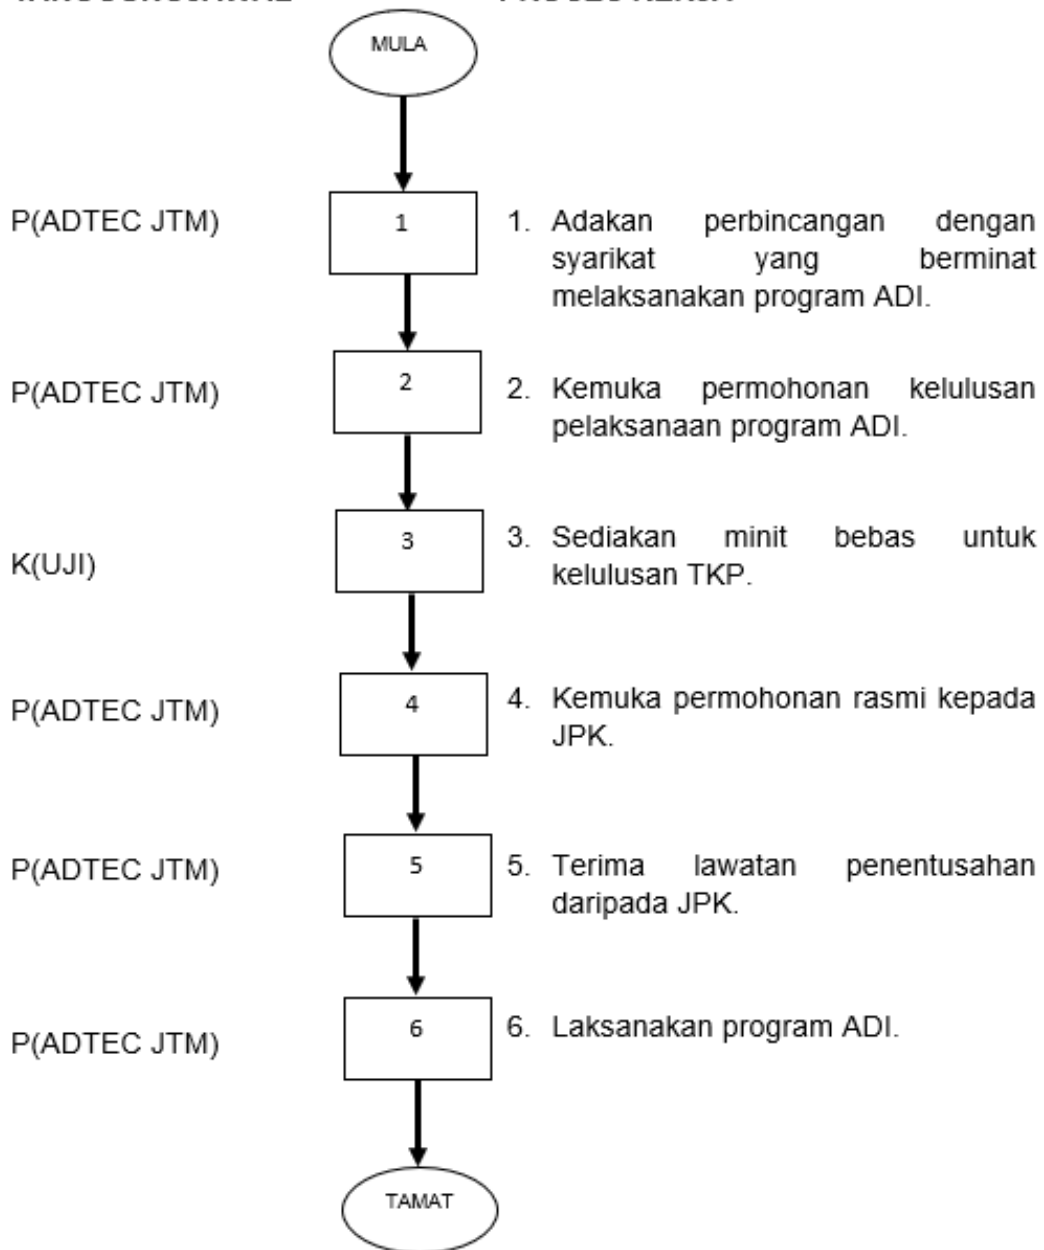 MULA
P(ADTEC JTM)
1
1. Adakan perbincangan dengan
syarikat yang berminat
melaksanakan program ADI.
P(ADTEC JTM)
2
2. Kemuka permohonan kelulusan
pelaksanaan program ADI.
K(UJI)
3
3. Sediakan minit bebas untuk
kelulusan TKP.
P(ADTEC JTM)
4
4. Kemuka permohonan rasmi kepada
JPK.
P(ADTEC JTM)
5
5. Terima lawatan penentusahan
daripada JPK.
P(ADTEC JTM)
6
6. Laksanakan program ADI.
TAMAT